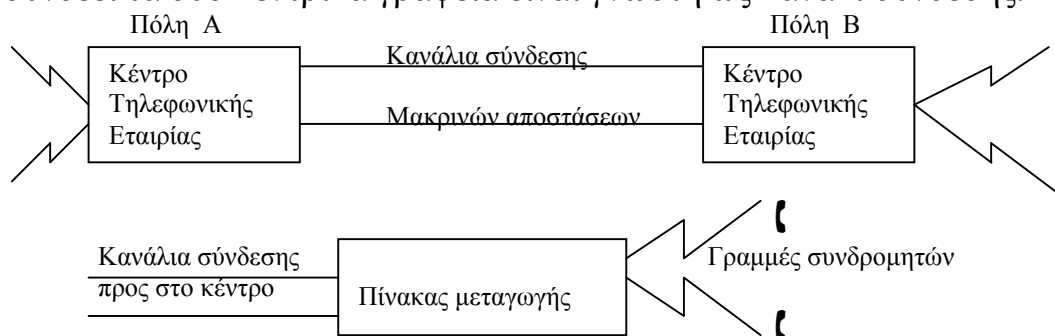 Πόλη Α
Πόλη Β
Κέντρο
Τηλεφωνικής
Εταιρίας
Κανάλια σύνδεσης
Μακρινών αποστάσεων
Κέντρο
Τηλεφωνικής
Εταιρίας
Κανάλια σύνδεσης
προς στο κέντρο
Πίνακας μεταγωγής
Γραμμές συνδρομητών